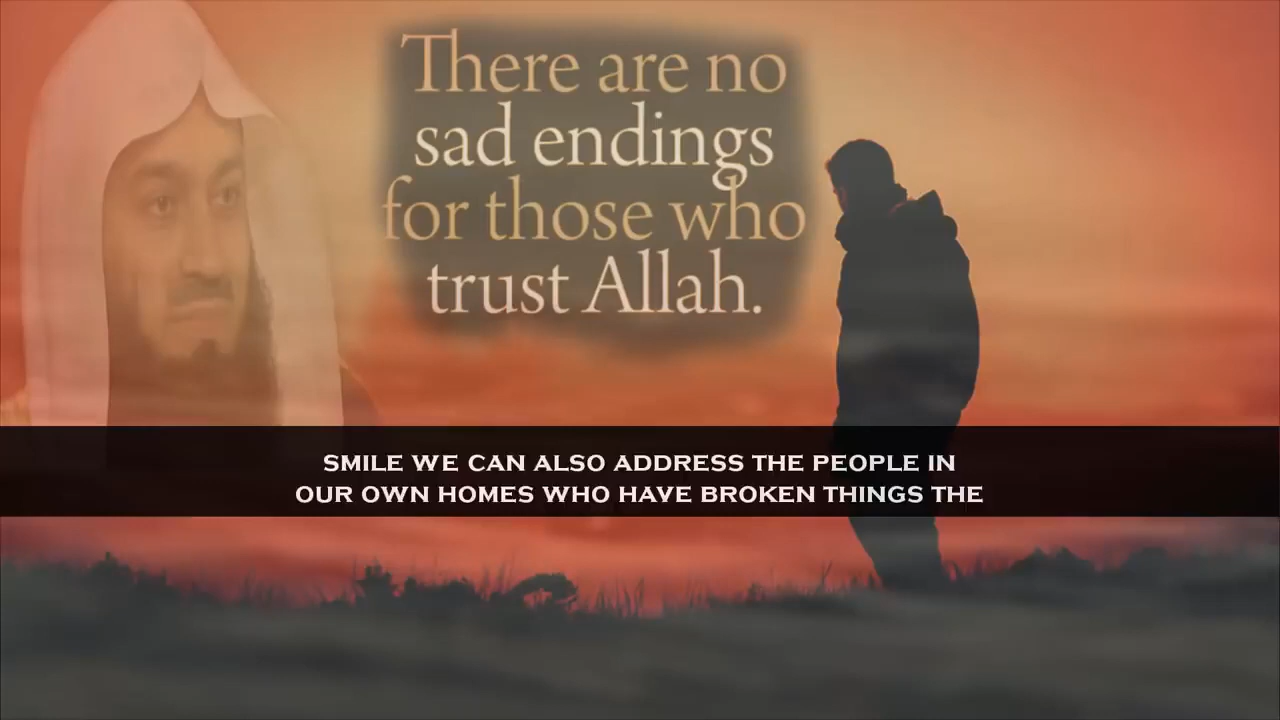 There are no
sad endings
for those who
trust Allah.
SMILE WE CAN ALSO ADDRESS THE PEOPLE IN
OUR OWN HOMES WHO HAVE BROKEN THINGS THE